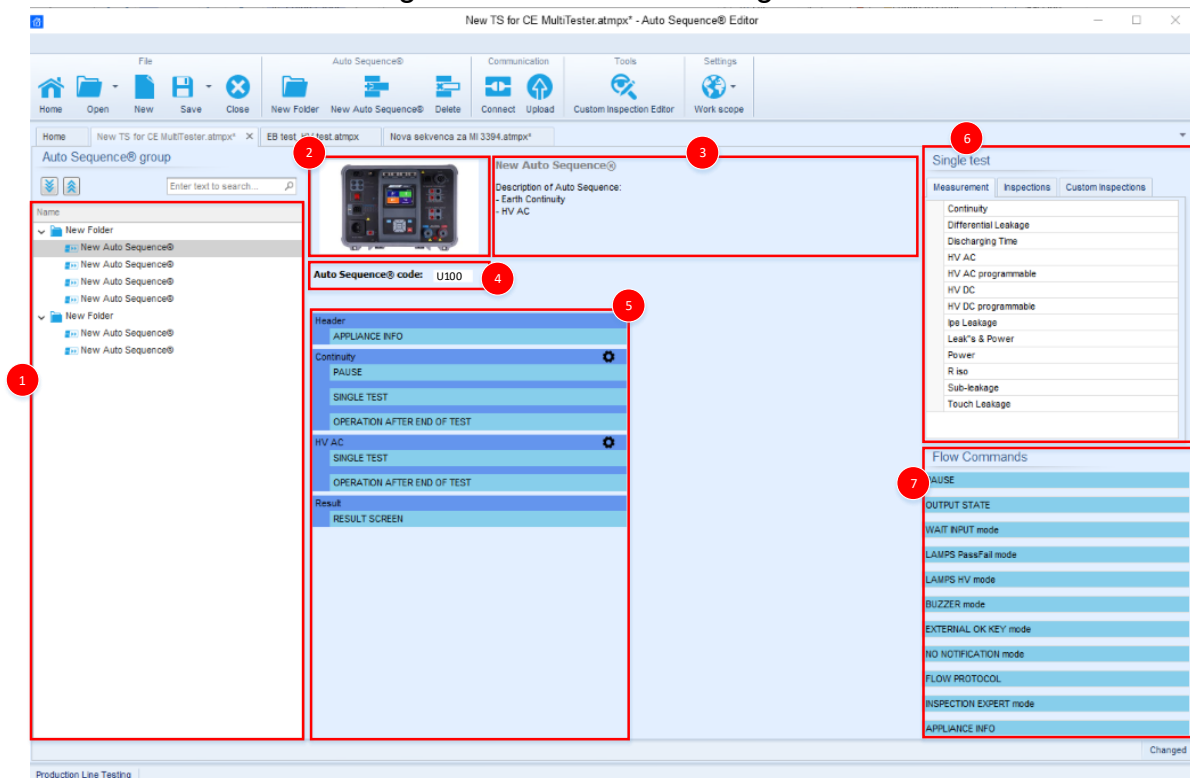 New TS for CE MultiTester.atmpx* - Auto Sequence® Editor
File
Auto Sequence®
Communication
Tools
Settings
Home Open New Save Close New Folder New Auto Sequence® Delete Connect Upload Custom Inspection Editor Work scope
Home New TS for CE MultiTester.atmpx* X EB test test.atmpx Nova sekvenca za MI 3394.atmpx*
Auto Sequence® group
Enter text to search...
Name
New Folder
New Auto Sequence®
New Auto Sequence®
New Auto Sequence®
New Auto Sequence®
New Folder
New Auto Sequence®
New Auto Sequence®
1
2
New Auto Sequence®
Description of Auto Sequence:
- Earth Continuity
- HV AC
3
Auto Sequence® code: U100
4
5
Header
APPLIANCE INFO
Continuity
PAUSE
SINGLE TEST
OPERATION AFTER END OF TEST
HV AC
SINGLE TEST
OPERATION AFTER END OF TEST
Result
RESULT SCREEN
6
Single test
Measurement Inspections Custom Inspections
Continuity
Differential Leakage
Discharging Time
HV AC
HV AC programmable
HV DC
HV DC programmable
Ipe Leakage
Leak"s & Power
Power
R iso
Sub-leakage
Touch Leakage
Flow Commands
7
PAUSE
OUTPUT STATE
WAIT INPUT mode
LAMPS PassFail mode
LAMPS HV mode
BUZZER mode
EXTERNAL OK KEY mode
NO NOTIFICATION mode
FLOW PROTOCOL
INSPECTION EXPERT mode
APPLIANCE INFO
Changed
Production Line Testing